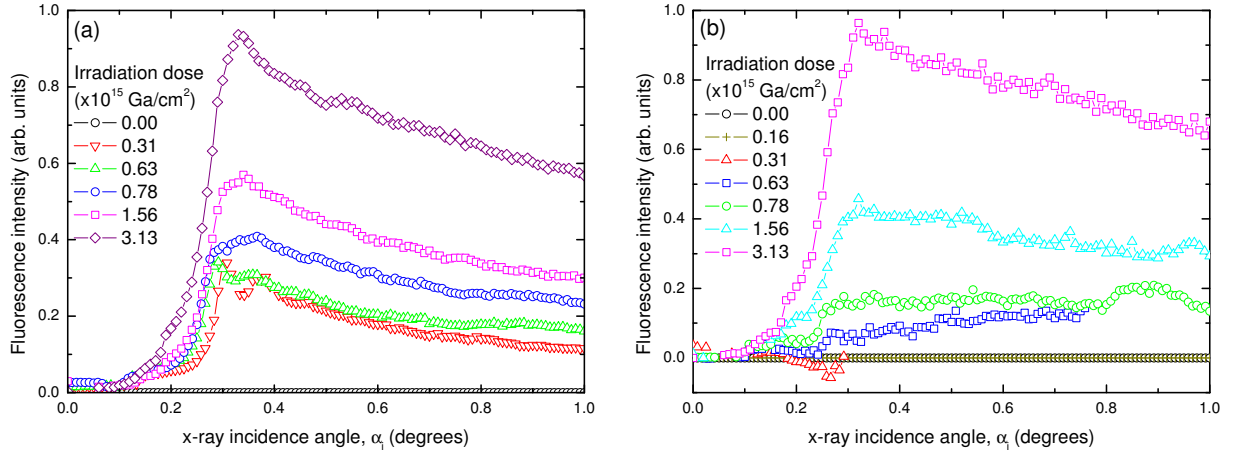 (a)
Irradiation dose
(x10¹⁵ Ga/cm²)
0.00
0.31
0.63
0.78
1.56
3.13
Fluorescence intensity (arb. units)
1.0
0.8
0.6
0.4
0.2
0.0
0.0 0.2 0.4 0.6 0.8 1.0
x-ray incidence angle, αᵢ (degrees)
(b)
Irradiation dose
(x10¹⁵ Ga/cm²)
0.00
0.16
0.31
0.63
0.78
1.56
3.13
Fluorescence intensity (arb. units)
1.0
0.8
0.6
0.4
0.2
0.0
0.0 0.2 0.4 0.6 0.8 1.0
x-ray incidence angle, αᵢ (degrees)